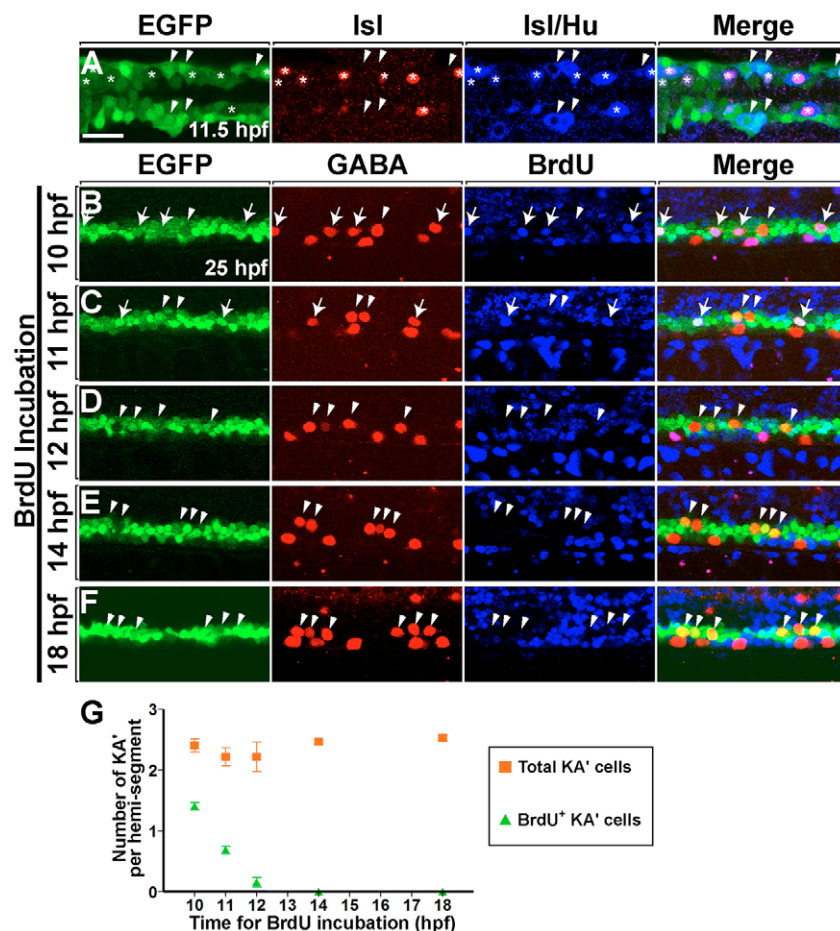 EGFP Isl Isl/Hu Merge
A
11.5 hpf
EGFP GABA BrdU Merge
BrdU Incubation
B
10 hpf
25 hpf
C
11 hpf
D
12 hpf
E
14 hpf
F
18 hpf
G
Number of KA'
per hemi-segment
3
2
1
0
10 11 12 13 14 15 16 17 18
Time for BrdU incubation (hpf)
Total KA' cells
BrdU+ KA' cells